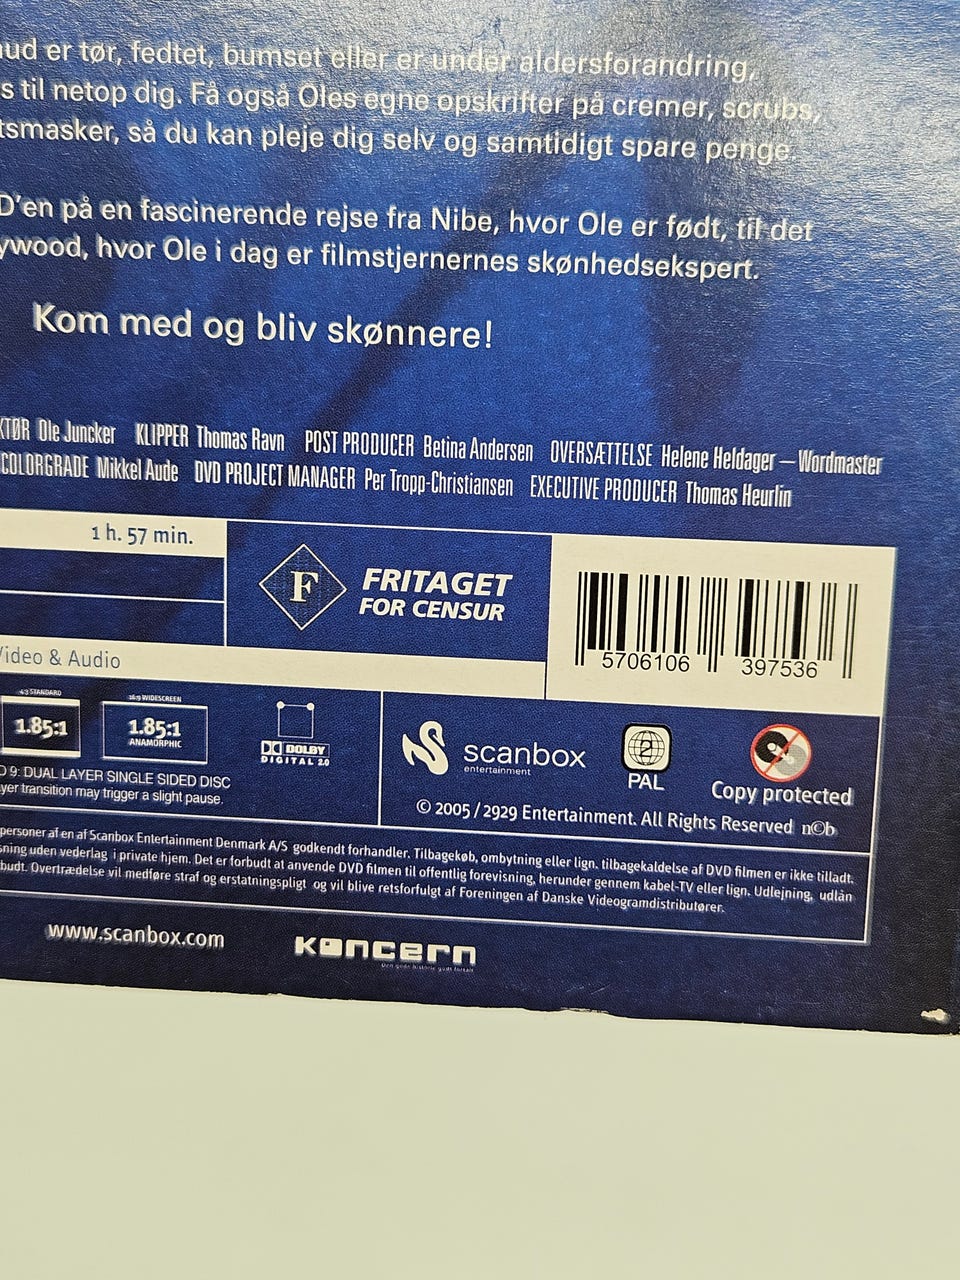 ud er tør, fedtet, bumset eller er under aldersforandring,
s til netop dig. Få også Oles egne opskrifter på cremer, scrubs,
tsmasker, så du kan pleje dig selv og samtidigt spare penge.
D'en på en fascinerende rejse fra Nibe, hvor Ole er født, til det
ywood, hvor Ole i dag er filmstjernernes skønhedsekspert.
Kom med og bliv skønnere!
KTØR Ole Juncker KLIPPER Thomas Ravn POST PRODUCER Betina Andersen OVERSÆTTELSE Helene Heldager – Wordmaster
COLORGRADE Mikkel Aude DVD PROJECT MANAGER Per Tropp-Christiansen EXECUTIVE PRODUCER Thomas Heurlin
1 h. 57 min.
F
FRITAGET
FOR CENSUR
5706106 397536
Video & Audio
4:3 STANDARD
1.85:1
16:9 WIDESCREEN
1.85:1
ANAMORPHIC
DOLBY
DIGITAL 2.0
D 9: DUAL LAYER SINGLE SIDED DISC
yer transition may trigger a slight pause.
scanbox
entertainment
2
PAL
Copy protected
© 2005 / 2929 Entertainment. All Rights Reserved n©b
personer af en af Scanbox Entertainment Denmark A/S godkendt forhandler. Tilbagekøb, ombytning eller lign. tilbagekaldelse af DVD filmen er ikke tilladt.
sning uden vederlag i private hjem. Det er forbudt at anvende DVD filmen til offentlig forevisning, herunder gennem kabel-TV eller lign. Udlejning, udlån
budt. Overtrædelse vil medføre straf og erstatningspligt og vil blive retsforfulgt af Foreningen af Danske Videogramdistributører.
www.scanbox.com
KONCERN
Den gode historie godt fortalt